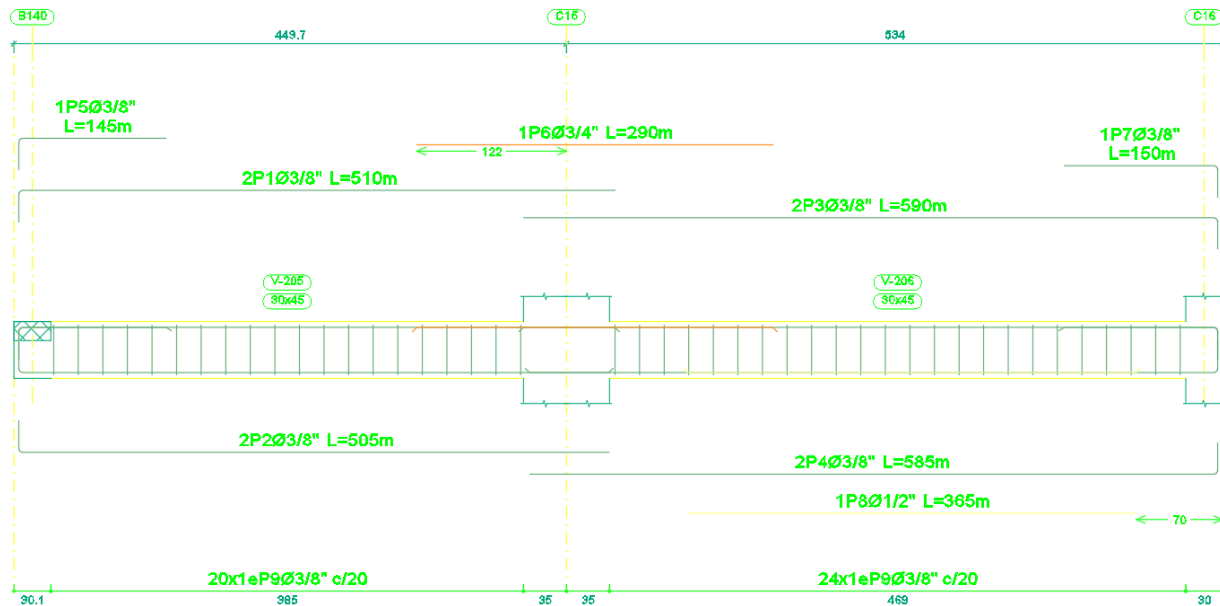 B140
C15
C16
449.7
534
1P5Ø3/8"
L=145m
1P6Ø3/4" L=290m
122
1P7Ø3/8"
L=150m
2P1Ø3/8" L=510m
2P3Ø3/8" L=590m
V-205
30x45
V-206
30x45
2P2Ø3/8" L=505m
2P4Ø3/8" L=585m
1P8Ø1/2" L=365m
70
20x1eP9Ø3/8" c/20
24x1eP9Ø3/8" c/20
30.1
385
35
35
469
30